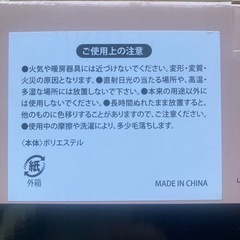 ご使用上の注意
●火気や暖房器具には近づけないでください。変形・変質・
火災の原因となります。●直射日光の当たる場所や、高温・
多湿な場所には放置しないで下さい。●本来の用途以外に
は使用しないでください。●長時間ぬれたまま放置すると、
他のものに色移りすることがありますので、ご注意ください。
●使用中の摩擦や洗濯により、多少毛落ちします。
〈本体〉ポリエステル
紙
外箱
MADE IN CHINA